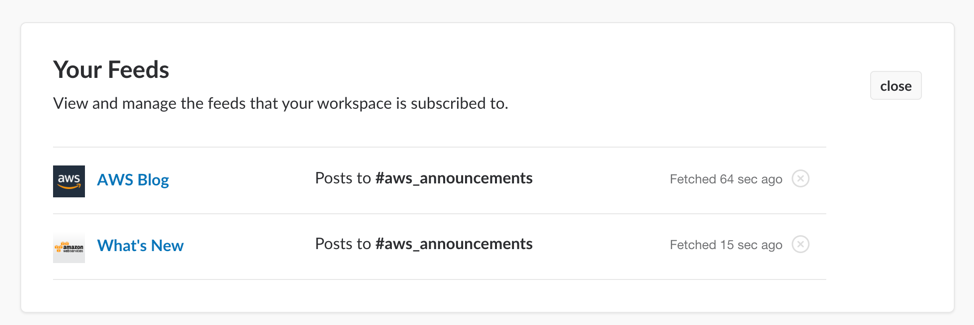 Your Feeds
View and manage the feeds that your workspace is subscribed to.
close
aws
AWS Blog
Posts to #aws_announcements
Fetched 64 sec ago
amazon
What's New
Posts to #aws_announcements
Fetched 15 sec ago